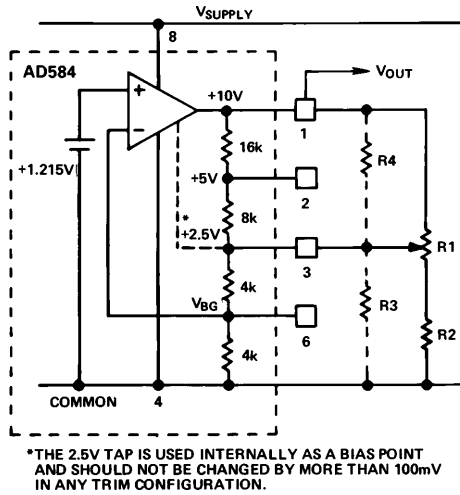 VSUPPLY
8
AD584
+10V
VOUT
+
–
1
16k
R4
+1.215V
+5V
2
8k
*
+2.5V
3
R1
4k
R3
VBG
6
R2
4k
COMMON
4
*THE 2.5V TAP IS USED INTERNALLY AS A BIAS POINT
AND SHOULD NOT BE CHANGED BY MORE THAN 100mV
IN ANY TRIM CONFIGURATION.